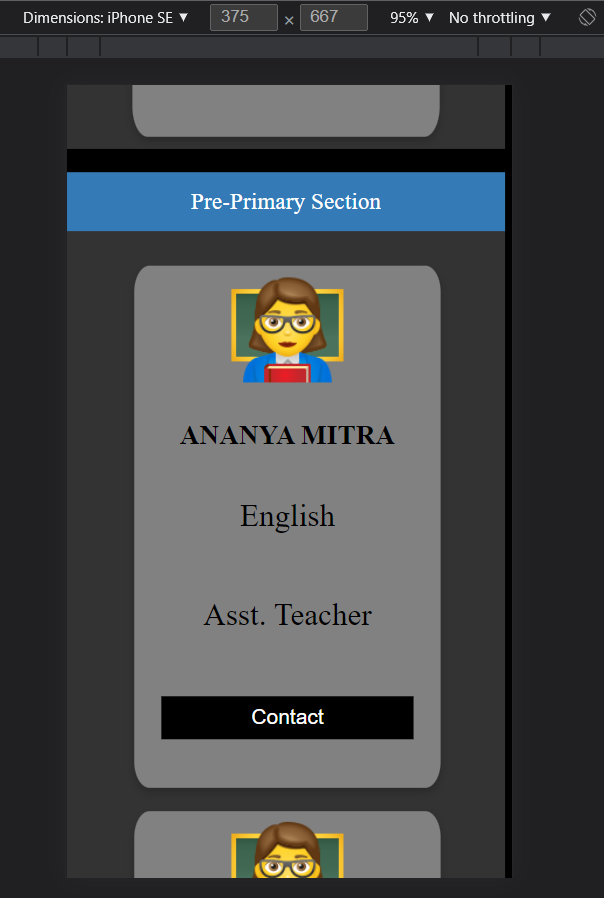 Dimensions: iPhone SE ▼ 375 × 667 95% ▼ No throttling ▼
Pre-Primary Section
ANANYA MITRA
English
Asst. Teacher
Contact